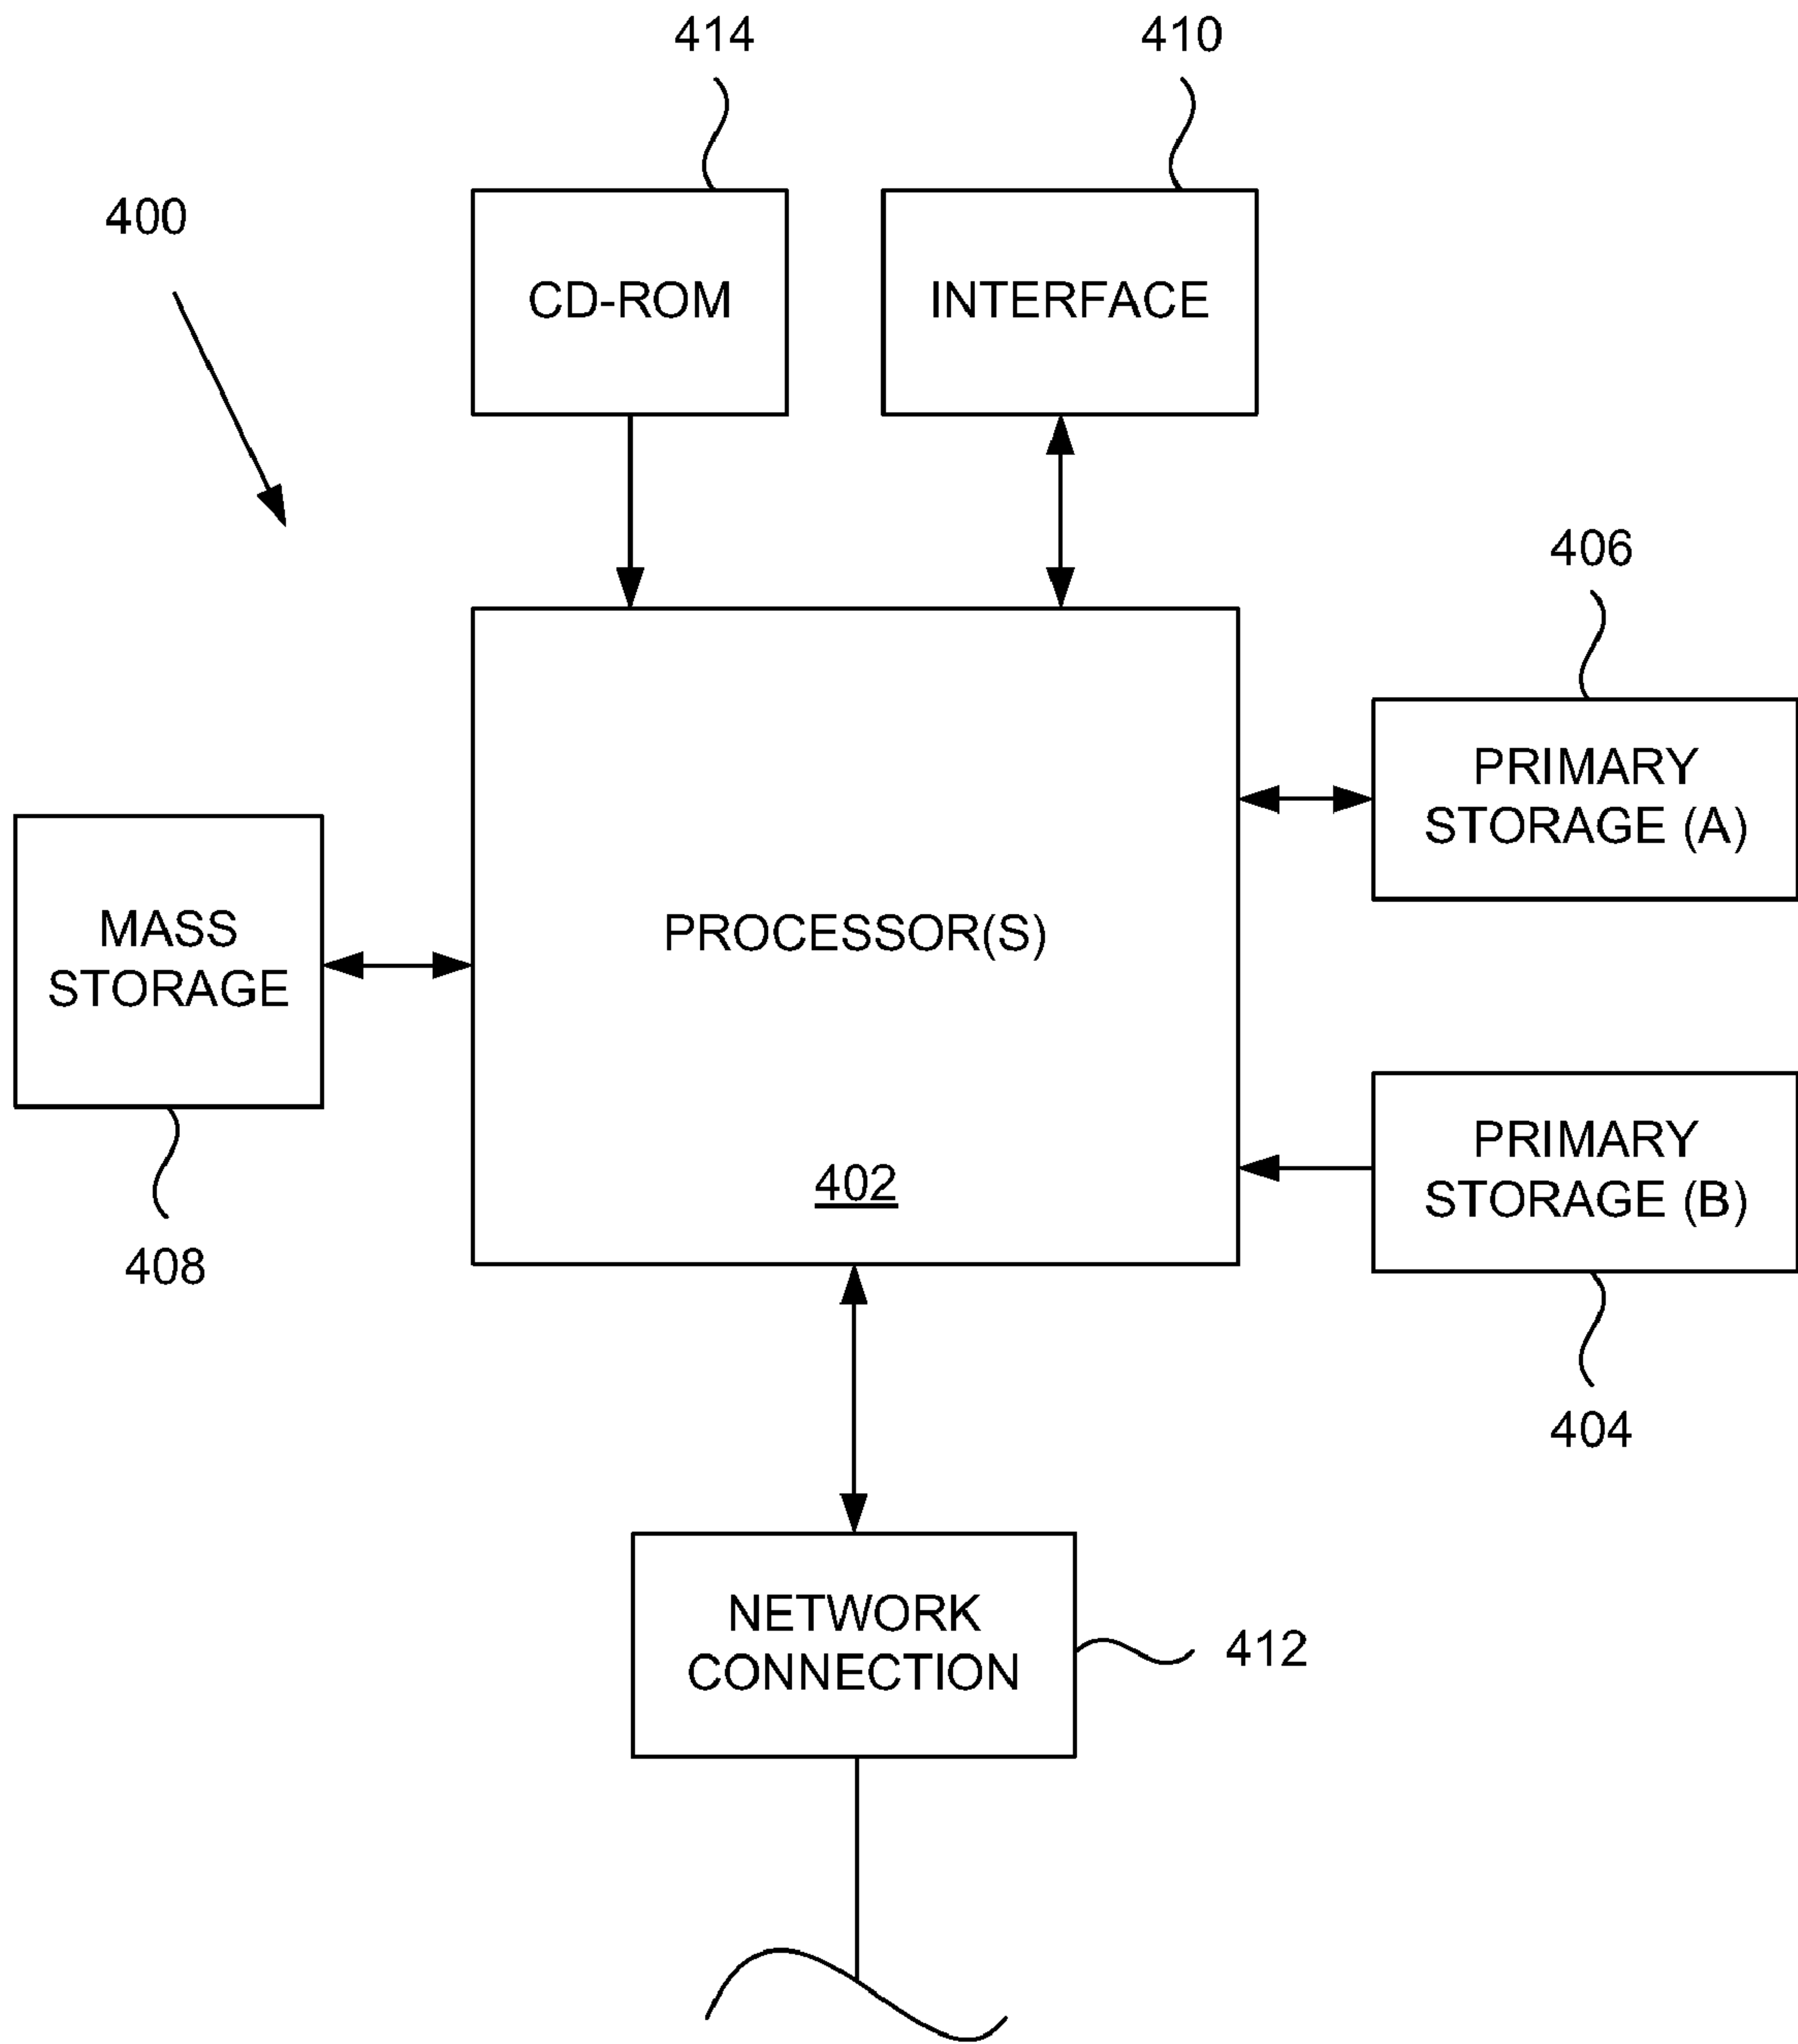 414
410
400
CD-ROM
INTERFACE
406
PRIMARY
STORAGE (A)
MASS
STORAGE
PROCESSOR(S)
PRIMARY
STORAGE (B)
402
408
404
NETWORK
CONNECTION
412